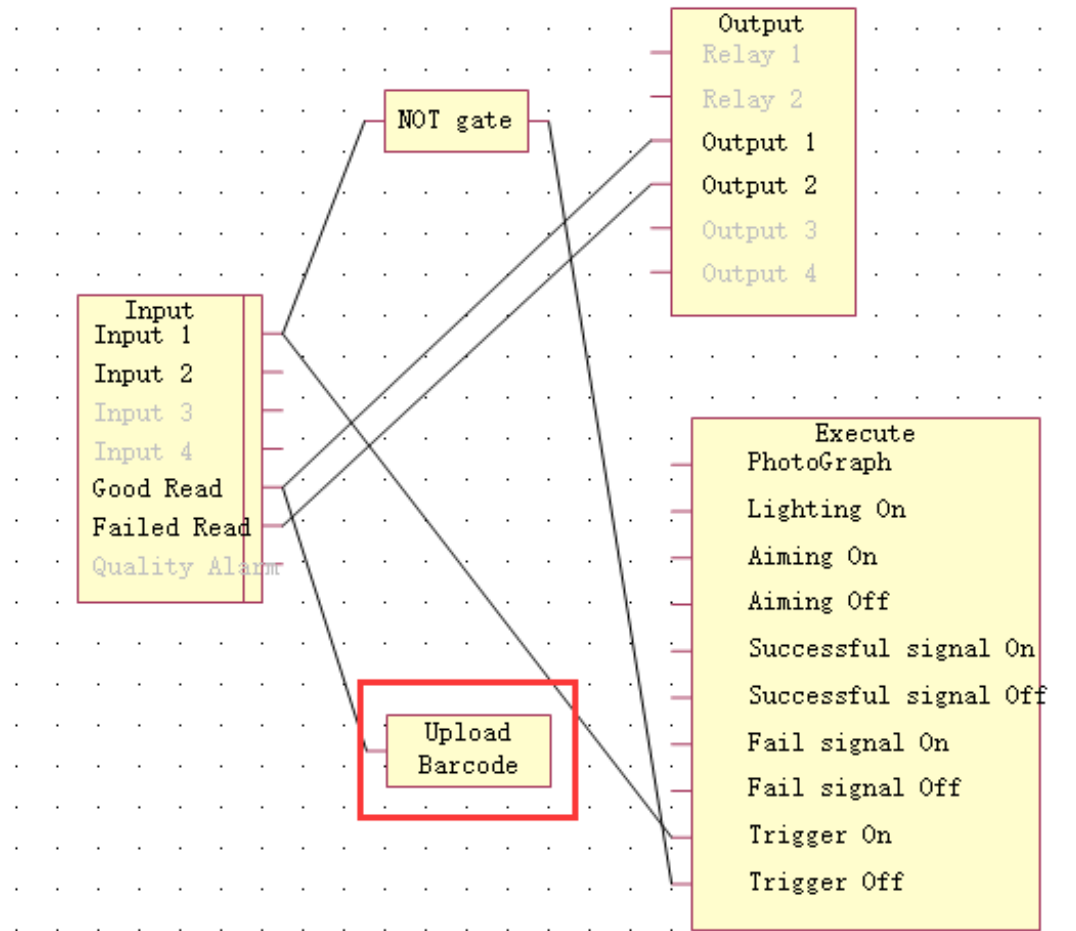 Output
Relay 1
Relay 2
Output 1
Output 2
Output 3
Output 4
NOT gate
Input
Input 1
Input 2
Input 3
Input 4
Good Read
Failed Read
Quality Alarm
Upload
Barcode
Execute
PhotoGraph
Lighting On
Aiming On
Aiming Off
Successful signal On
Successful signal Off
Fail signal On
Fail signal Off
Trigger On
Trigger Off